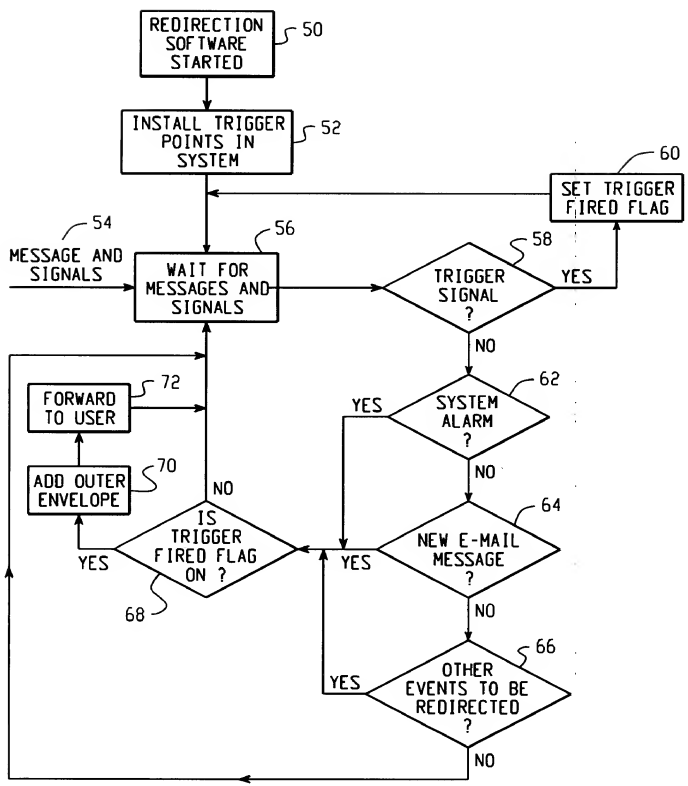 REDIRECTION
SOFTWARE
STARTED
50
INSTALL TRIGGER
POINTS IN
SYSTEM
52
60
SET TRIGGER
FIRED FLAG
54
MESSAGE AND
SIGNALS
56
WAIT FOR
MESSAGES AND
SIGNALS
58
TRIGGER
SIGNAL
?
YES
NO
62
SYSTEM
ALARM
?
YES
NO
72
FORWARD
TO USER
70
ADD OUTER
ENVELOPE
NO
IS
TRIGGER
FIRED FLAG
ON ?
YES
68
64
NEW E-MAIL
MESSAGE
?
YES
NO
66
OTHER
EVENTS TO BE
REDIRECTED
?
YES
NO